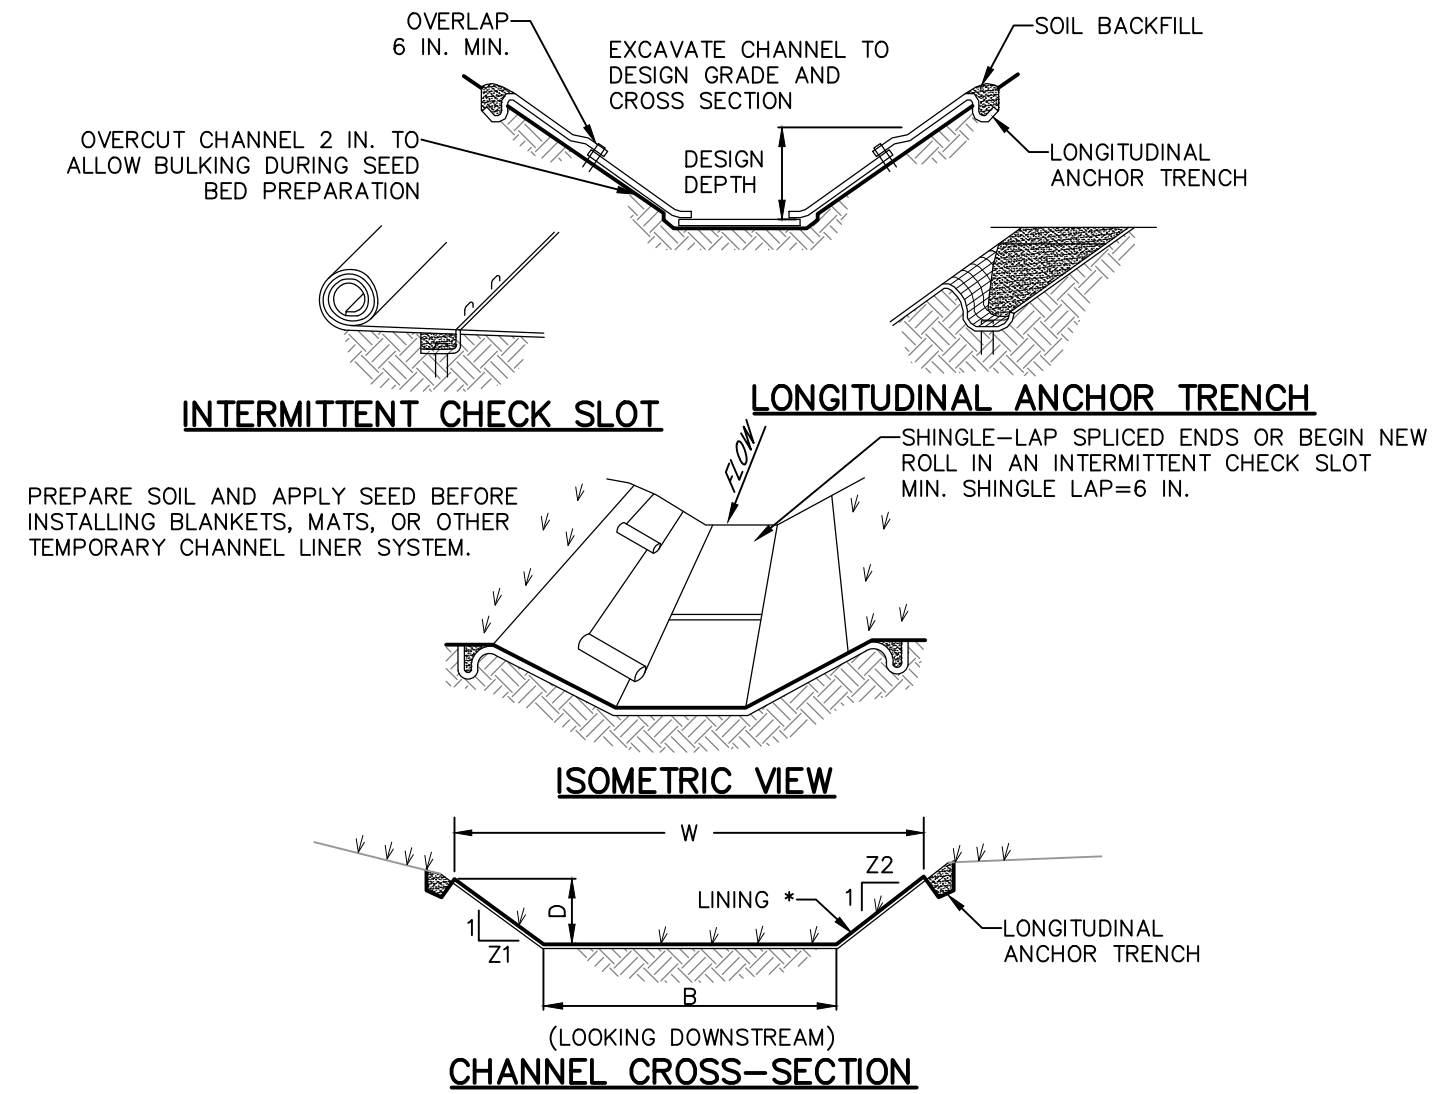 OVERLAP
6 IN. MIN.
EXCAVATE CHANNEL TO
DESIGN GRADE AND
CROSS SECTION
SOIL BACKFILL
OVERCUT CHANNEL 2 IN. TO
ALLOW BULKING DURING SEED
BED PREPARATION
DESIGN
DEPTH
LONGITUDINAL
ANCHOR TRENCH
INTERMITTENT CHECK SLOT
LONGITUDINAL ANCHOR TRENCH
FLOW
SHINGLE-LAP SPLICED ENDS OR BEGIN NEW
ROLL IN AN INTERMITTENT CHECK SLOT
MIN. SHINGLE LAP=6 IN.
PREPARE SOIL AND APPLY SEED BEFORE
INSTALLING BLANKETS, MATS, OR OTHER
TEMPORARY CHANNEL LINER SYSTEM.
ISOMETRIC VIEW
W
D
1
Z1
LINING *
1
Z2
LONGITUDINAL
ANCHOR TRENCH
B
(LOOKING DOWNSTREAM)
CHANNEL CROSS-SECTION